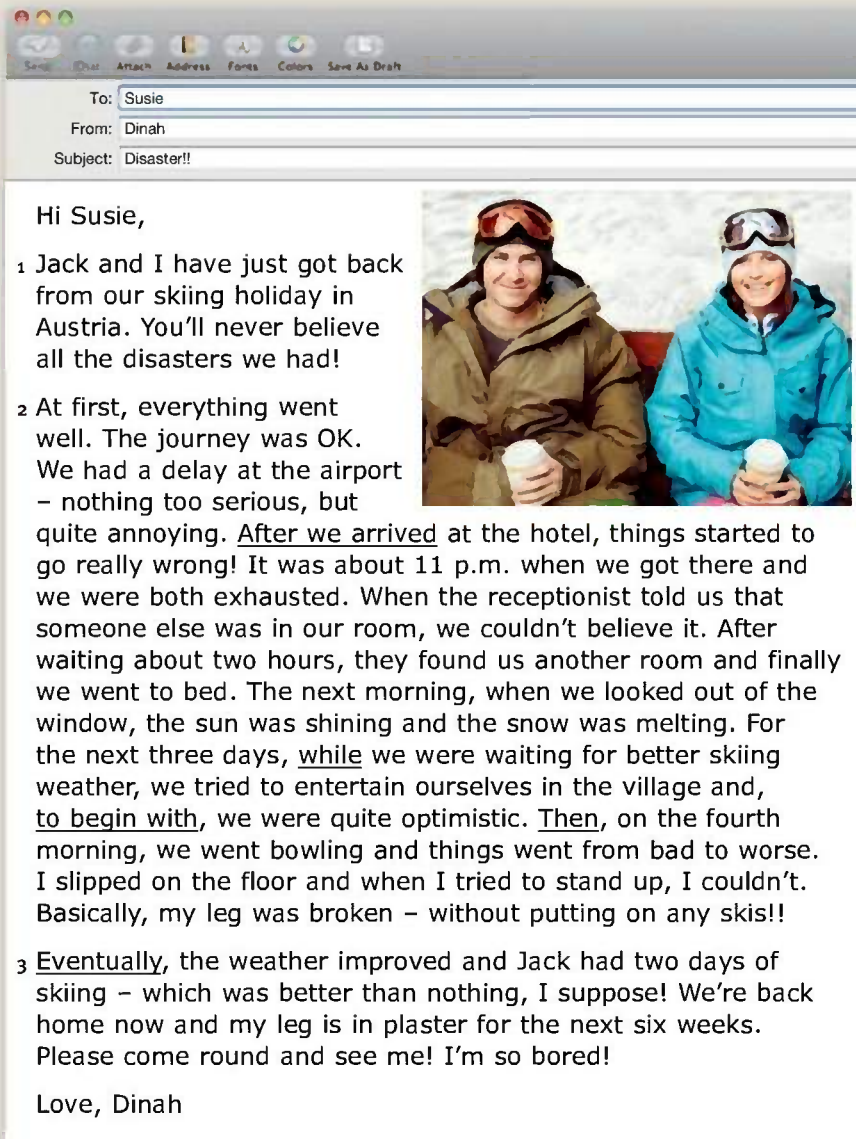 Send Chat Attach Address Fonts Colors Save As Draft
To: Susie
From: Dinah
Subject: Disaster!!
Hi Susie,
1 Jack and I have just got back
from our skiing holiday in
Austria. You'll never believe
all the disasters we had!
2 At first, everything went
well. The journey was OK.
We had a delay at the airport
– nothing too serious, but
quite annoying. After we arrived at the hotel, things started to
go really wrong! It was about 11 p.m. when we got there and
we were both exhausted. When the receptionist told us that
someone else was in our room, we couldn't believe it. After
waiting about two hours, they found us another room and finally
we went to bed. The next morning, when we looked out of the
window, the sun was shining and the snow was melting. For
the next three days, while we were waiting for better skiing
weather, we tried to entertain ourselves in the village and,
to begin with, we were quite optimistic. Then, on the fourth
morning, we went bowling and things went from bad to worse.
I slipped on the floor and when I tried to stand up, I couldn't.
Basically, my leg was broken – without putting on any skis!!
3 Eventually, the weather improved and Jack had two days of
skiing – which was better than nothing, I suppose! We're back
home now and my leg is in plaster for the next six weeks.
Please come round and see me! I'm so bored!
Love, Dinah